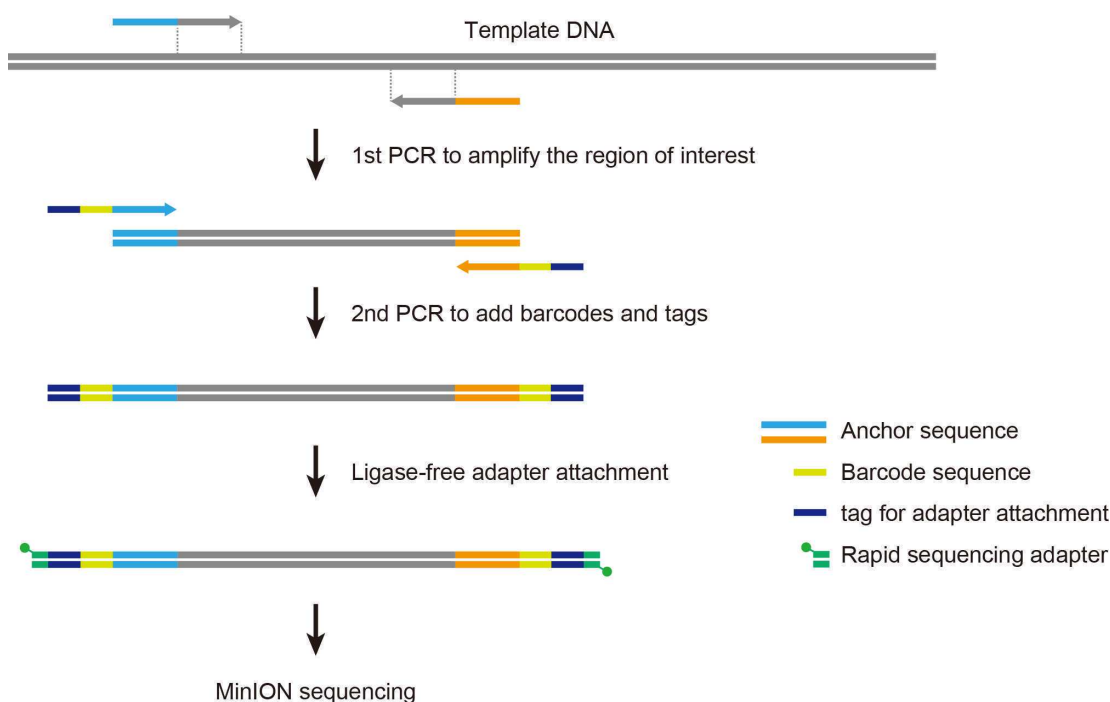 Template DNA
1st PCR to amplify the region of interest
2nd PCR to add barcodes and tags
Ligase-free adapter attachment
MinION sequencing
Anchor sequence
Barcode sequence
tag for adapter attachment
Rapid sequencing adapter